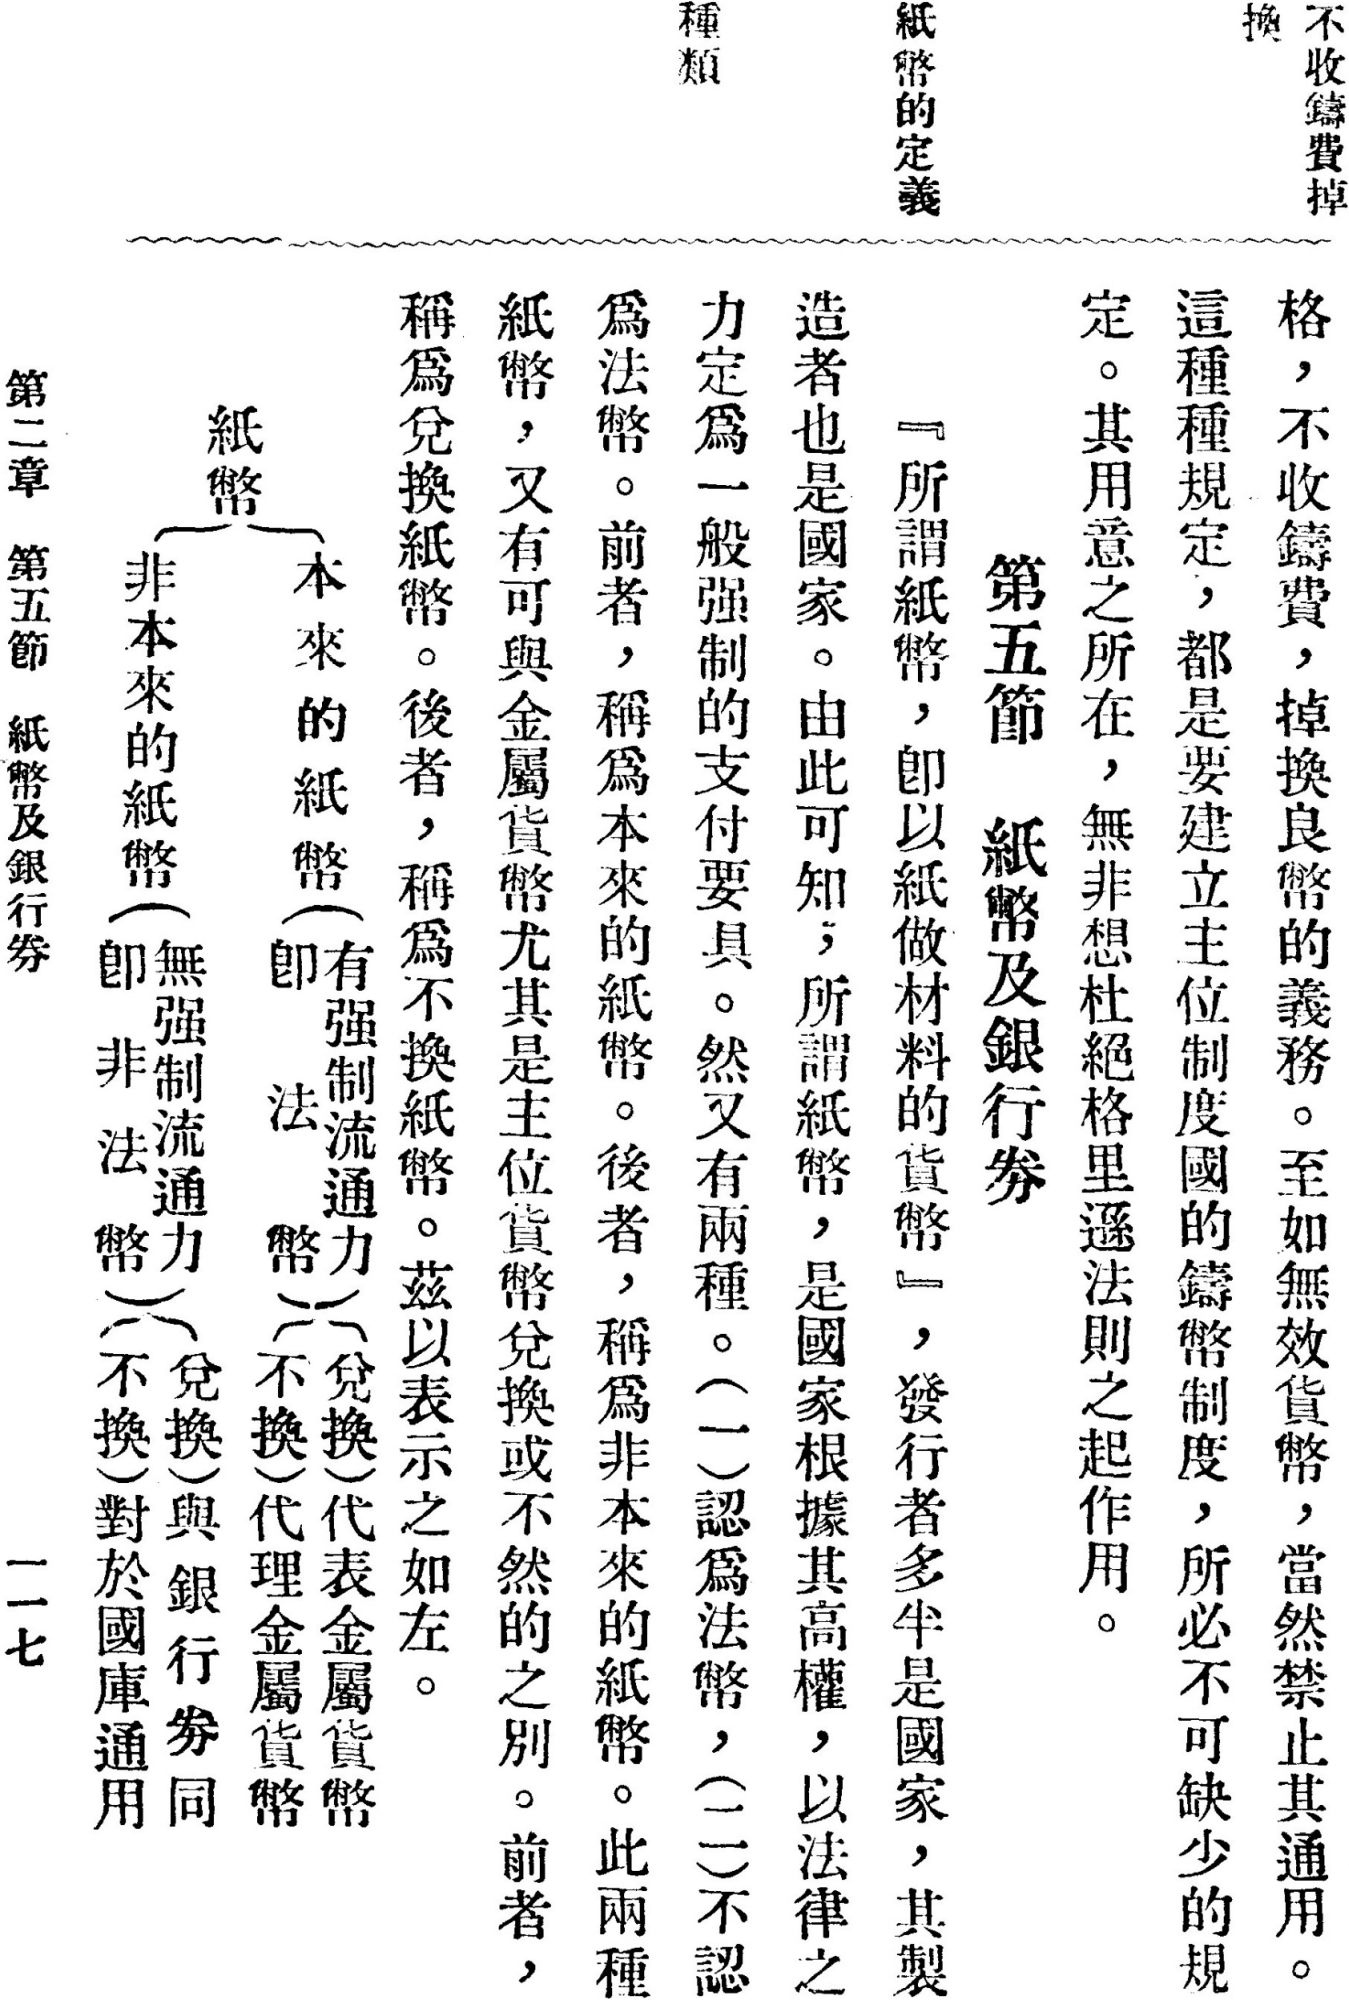 不收鑄費掉
換
紙幣的定義
種類
格，不收鑄費，掉換良幣的義務。至如無效貨幣，當然禁止其通用。
這種種規定，都是要建立主位制度國的鑄幣制度，所必不可缺少的規
定。其用意之所在，無非想杜絕格里遜法則之起作用。
第五節　紙幣及銀行券
『所謂紙幣，卽以紙做材料的貨幣』，發行者多半是國家，其製
造者也是國家。由此可知，所謂紙幣，是國家根據其高權，以法律之
力定爲一般强制的支付要具。然又有兩種。（一）認爲法幣，（二）不認
爲法幣。前者，稱爲本來的紙幣。後者，稱爲非本來的紙幣。此兩種
紙幣，又有可與金屬貨幣尤其是主位貨幣兌換或不然的之別。前者，
稱爲兌換紙幣。後者，稱爲不換紙幣。茲以表示之如左。
紙幣
本來的紙幣（有强制流通力
卽法幣）
兌換）代表金屬貨幣
不換）代理金屬貨幣
非本來的紙幣（無强制流通力
卽非法幣）
兌換）與銀行券同
不換）對於國庫通用
第二章　第五節　紙幣及銀行券　一一七